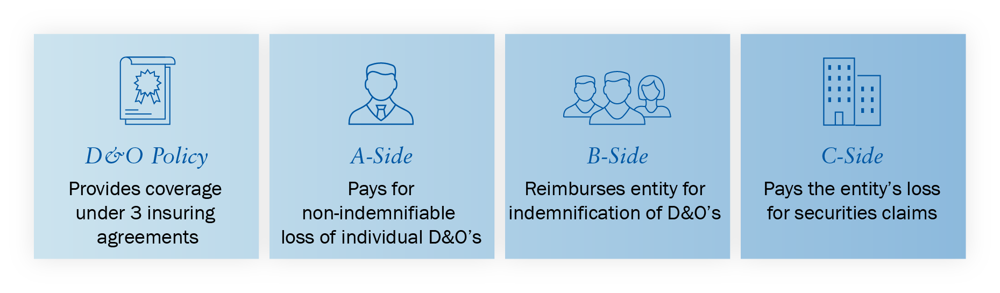 D&O Policy
Provides coverage
under 3 insuring
agreements
A-Side
Pays for
non-indemnifiable
loss of individual D&O’s
B-Side
Reimburses entity for
indemnification of D&O’s
C-Side
Pays the entity’s loss
for securities claims